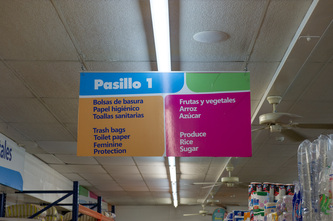 Pasillo 1
Bolsas de basura
Papel higiénico
Toallas sanitarias
Trash bags
Toilet paper
Feminine
Protection
Frutas y vegetales
Arroz
Azúcar
Produce
Rice
Sugar